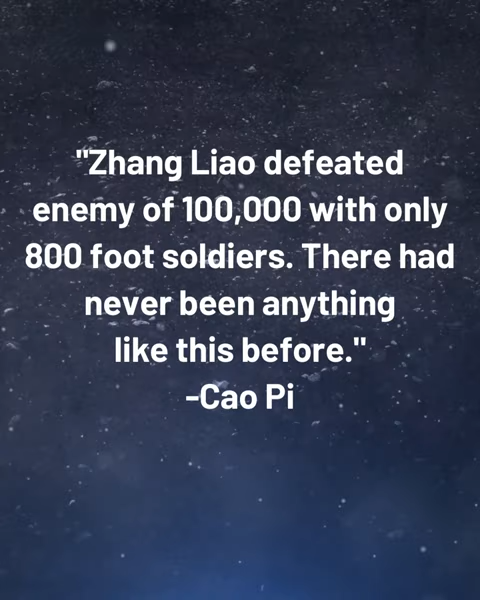 "Zhang Liao defeated
enemy of 100,000 with only
800 foot soldiers. There had
never been anything
like this before."
-Cao Pi